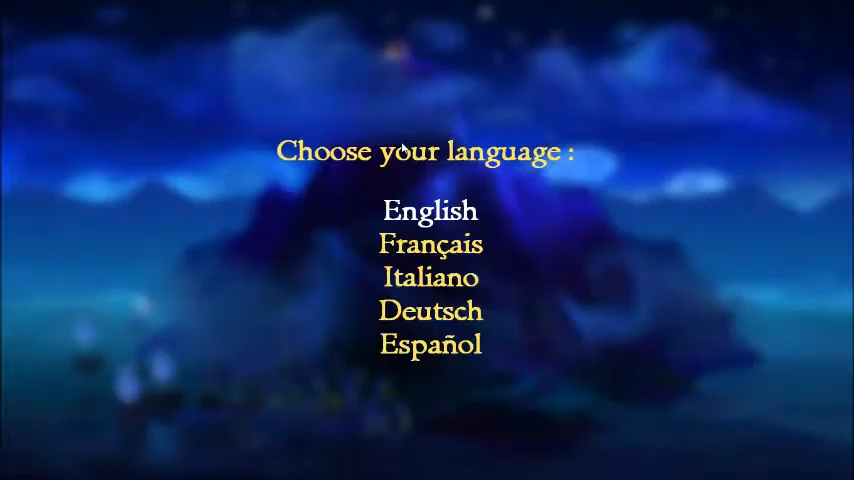 Choose your language :
English
Français
Italiano
Deutsch
Español